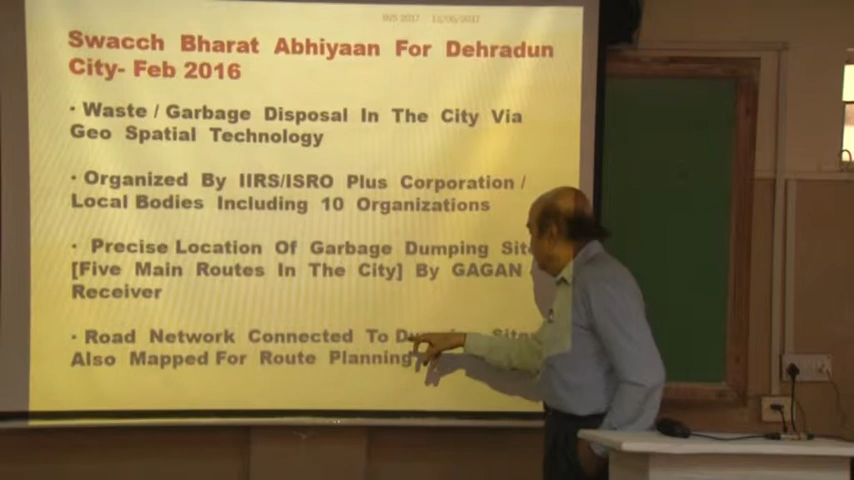 Swacch Bharat Abhiyaan For Dehradun
City- Feb 2016
• Waste / Garbage Disposal In The City Via
Geo Spatial Technology
• Organized By IIRS/ISRO Plus Corporation /
Local Bodies Including 10 Organizations
• Precise Location Of Garbage Dumping
[Five Main Routes In The City] By GAGAN
Receiver
• Road Network Connected To
Also Mapped For Route Planning